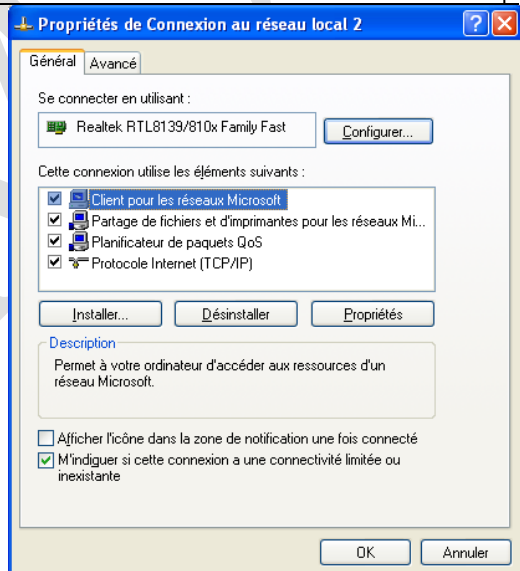 Propriétés de Connexion au réseau local 2
Général Avancé
Se connecter en utilisant :
Realtek RTL8139/810x Family Fast Configurer...
Cette connexion utilise les éléments suivants :
Client pour les réseaux Microsoft
Partage de fichiers et d'imprimantes pour les réseaux Mi...
Planificateur de paquets QoS
Protocole Internet (TCP/IP)
Installer... Désinstaller Propriétés
Description
Permet à votre ordinateur d'accéder aux ressources d'un
réseau Microsoft.
Afficher l'icône dans la zone de notification une fois connecté
M'indiquer si cette connexion a une connectivité limitée ou
inexistante
OK Annuler